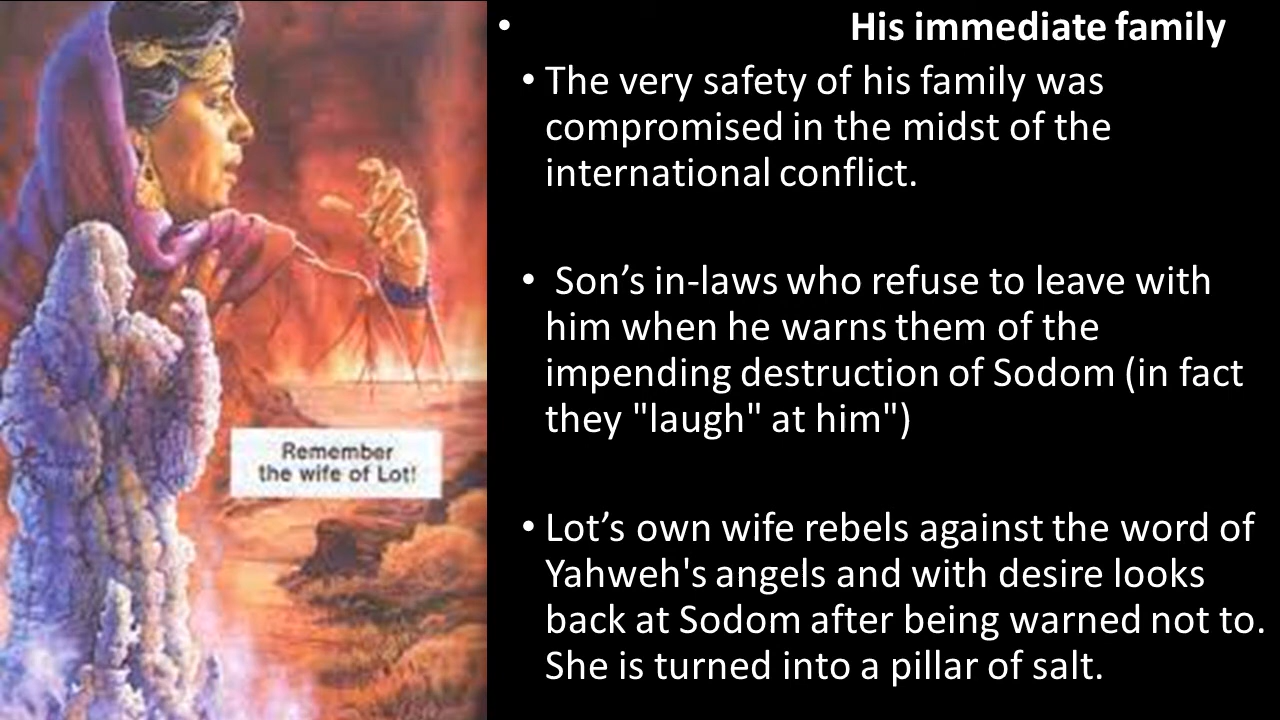 • His immediate family
• The very safety of his family was
compromised in the midst of the
international conflict.
• Son’s in-laws who refuse to leave with
him when he warns them of the
impending destruction of Sodom (in fact
they "laugh" at him")
• Lot’s own wife rebels against the word of
Yahweh's angels and with desire looks
back at Sodom after being warned not to.
She is turned into a pillar of salt.
Remember
the wife of Lot!